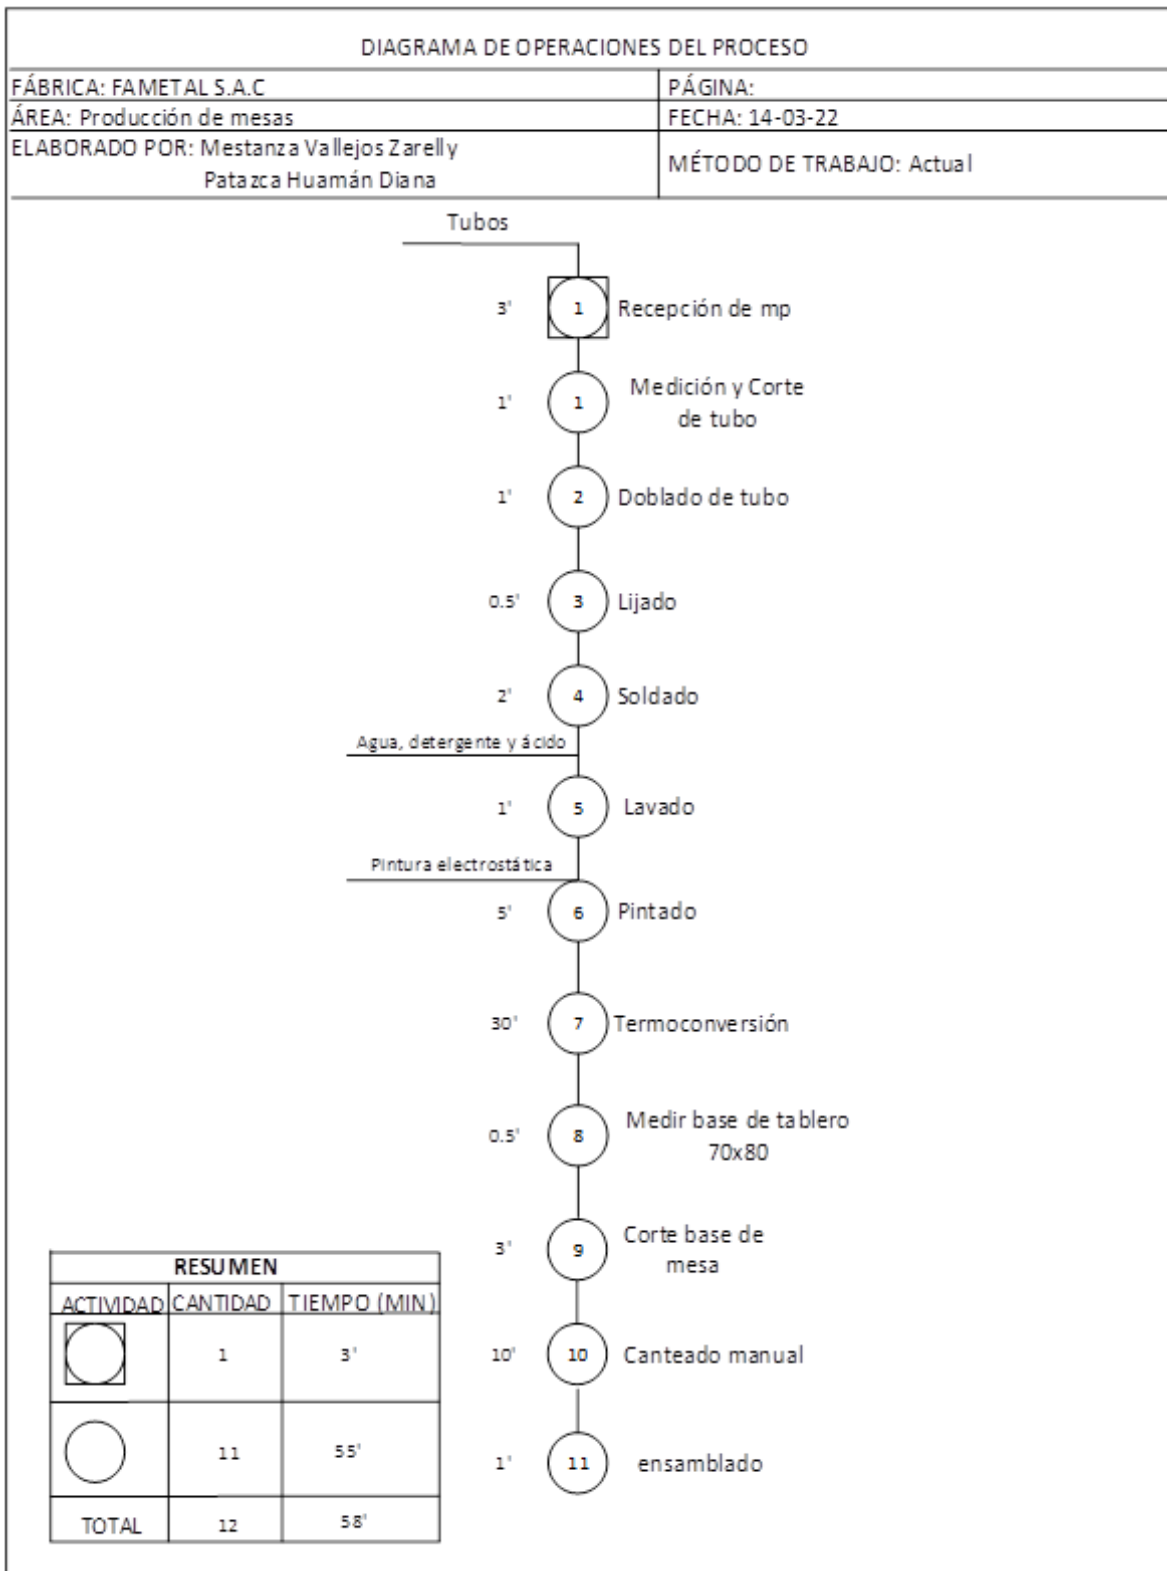 DIAGRAMA DE OPERACIONES DEL PROCESO
FÁBRICA: FAMETAL S.A.C
PÁGINA:
ÁREA: Producción de mesas
FECHA: 14-03-22
ELABORADO POR: Mestanza Vallejos Zarelly
Patazca Huamán Diana
MÉTODO DE TRABAJO: Actual
Tubos
3' 1 Recepción de mp
1' 1 Medición y Corte
de tubo
1' 2 Doblado de tubo
0.5' 3 Lijado
2' 4 Soldado
Agua, detergente y ácido
1' 5 Lavado
Pintura electrostática
5' 6 Pintado
30' 7 Termoconversión
0.5' 8 Medir base de tablero
70x80
3' 9 Corte base de
mesa
10' 10 Canteado manual
1' 11 ensamblado
RESUMEN
ACTIVIDAD CANTIDAD TIEMPO (MIN)
1 3'
11 55'
TOTAL 12 58'